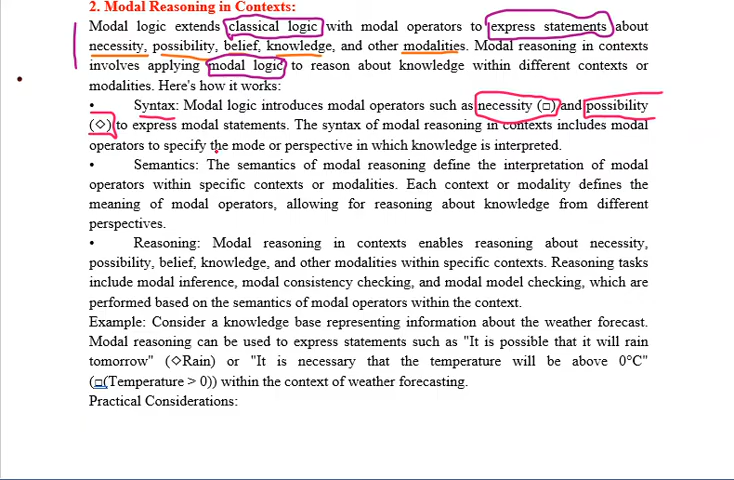 2. Modal Reasoning in Contexts:
Modal logic extends classical logic with modal operators to express statements about
necessity, possibility, belief, knowledge, and other modalities. Modal reasoning in contexts
involves applying modal logic to reason about knowledge within different contexts or
modalities. Here's how it works:
• Syntax: Modal logic introduces modal operators such as necessity (□) and possibility
(◇) to express modal statements. The syntax of modal reasoning in contexts includes modal
operators to specify the mode or perspective in which knowledge is interpreted.
• Semantics: The semantics of modal reasoning define the interpretation of modal
operators within specific contexts or modalities. Each context or modality defines the
meaning of modal operators, allowing for reasoning about knowledge from different
perspectives.
• Reasoning: Modal reasoning in contexts enables reasoning about necessity,
possibility, belief, knowledge, and other modalities within specific contexts. Reasoning tasks
include modal inference, modal consistency checking, and modal model checking, which are
performed based on the semantics of modal operators within the context.
Example: Consider a knowledge base representing information about the weather forecast.
Modal reasoning can be used to express statements such as "It is possible that it will rain
tomorrow" (◇Rain) or "It is necessary that the temperature will be above 0°C"
(□(Temperature > 0)) within the context of weather forecasting.
Practical Considerations: